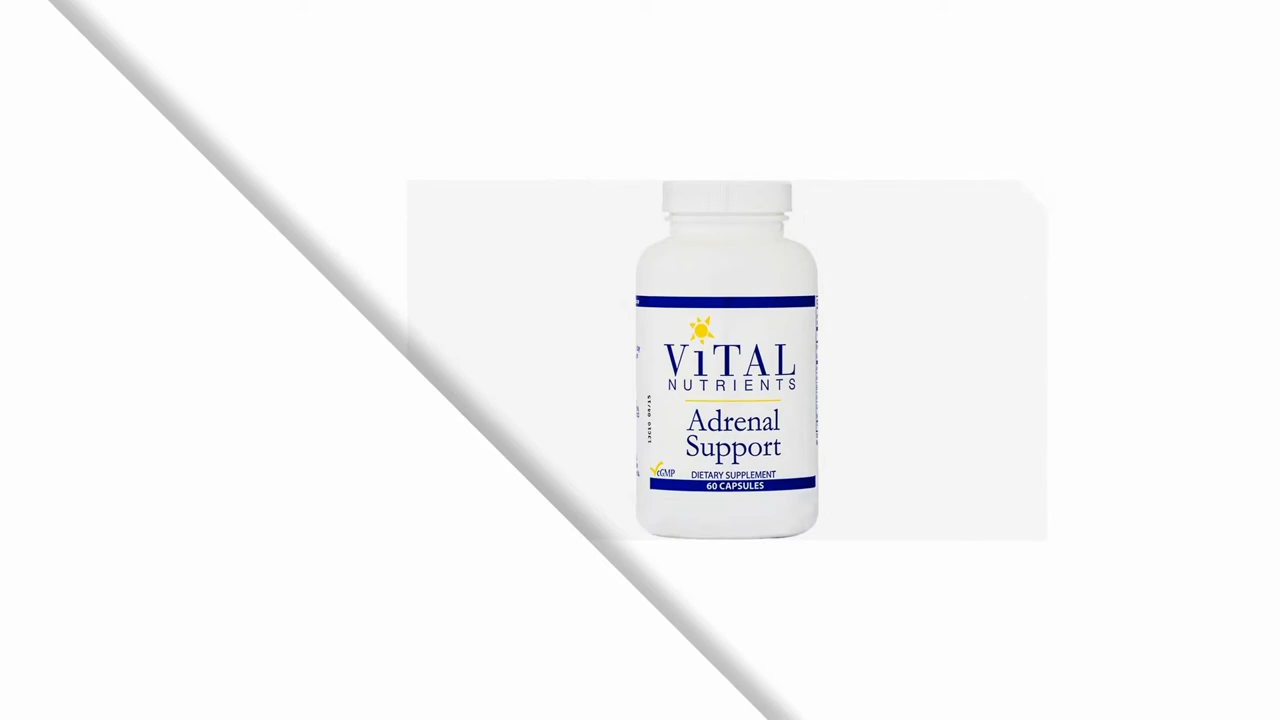 ViTAL
NUTRIENTS
Adrenal
Support
cGMP
DIETARY SUPPLEMENT
60 CAPSULES